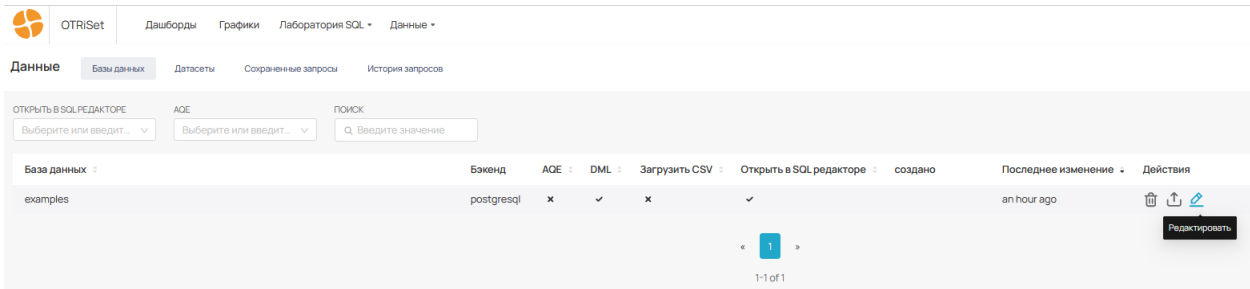 OTRiSet Дашборды Графики Лаборатория SQL Данные
Данные Базы данных Датасеты Сохраненные запросы История запросов
ОТКРЫТЬ В SQL РЕДАКТОРЕ AQE ПОИСК
Выберите или введит... Выберите или введит... Введите значение
База данных Бэкенд AQE DML Загрузить CSV Открыть в SQL редакторе создано Последнее изменение Действия
examples postgresql an hour ago
Редактировать
« 1 »
1-1 of 1